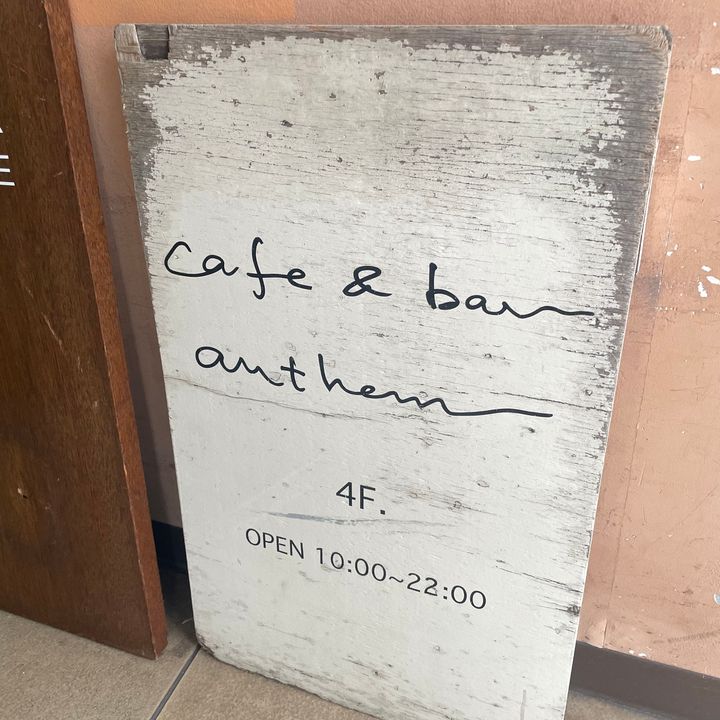 cafe & bar
anthem
4F.
OPEN 10:00~22:00